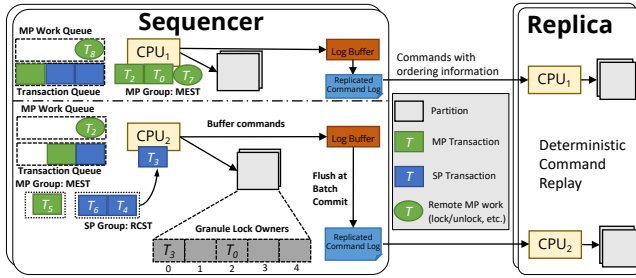 Sequencer
Replica
MP Work Queue
T8
Transaction Queue
CPU1
T2 T0 T7
MP Group: MEST
Log Buffer
Replicated
Command Log
Commands with
ordering information
CPU1
MP Work Queue
T2
Transaction Queue
MP Group: MEST
T5
T6 T4
SP Group: RCST
CPU2
T3
Buffer commands
Log Buffer
Flush at
Batch
Commit
Replicated
Command Log
Granule Lock Owners
T3 T0
0 1 2 3 4
Partition
T MP Transaction
T SP Transaction
T Remote MP work
(lock/unlock, etc.)
Deterministic
Command
Replay
CPU2